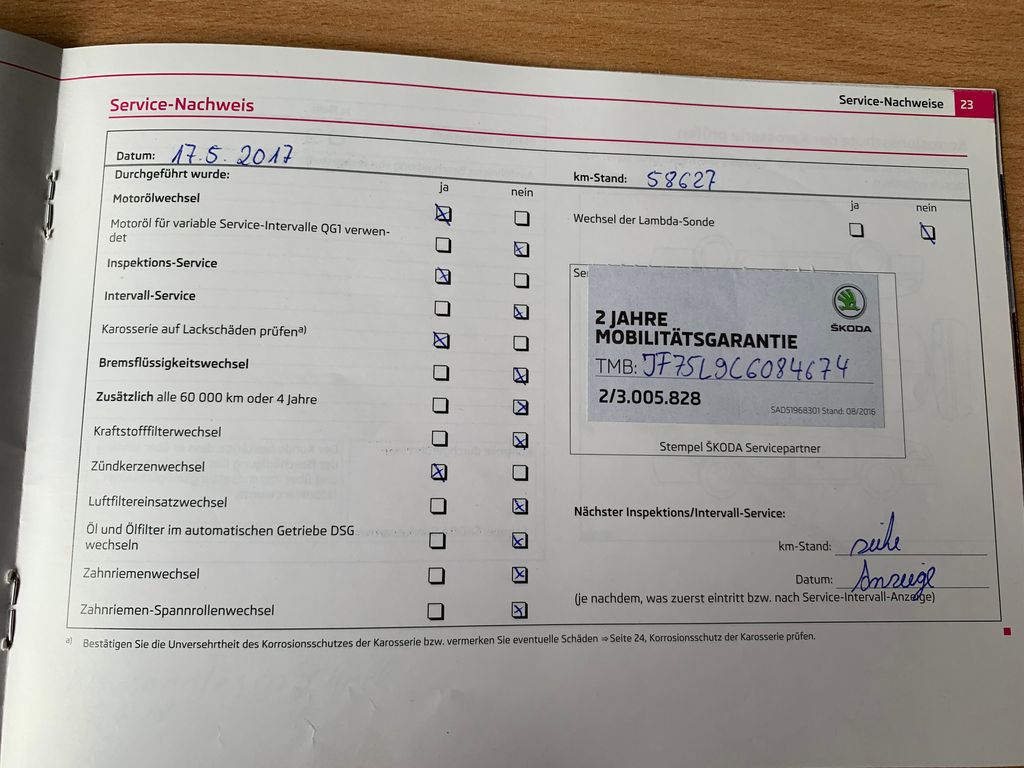 Service-Nachweise 23
Service-Nachweis
Datum: 17.5.2017
km-Stand: 58627
Durchgeführt wurde:
ja nein
Motorölwechsel
Motoröl für variable Service-Intervalle QG1 verwen-
det
Inspektions-Service
Intervall-Service
Karosserie auf Lackschäden prüfen a)
Bremsflüssigkeitswechsel
Zusätzlich alle 60 000 km oder 4 Jahre
Kraftstofffilterwechsel
Zündkerzenwechsel
Luftfiltereinsatzwechsel
Öl und Ölfilter im automatischen Getriebe DSG
wechseln
Zahnriemenwechsel
Zahnriemen-Spannrollenwechsel
ja nein
Wechsel der Lambda-Sonde
Se
ŠKODA
2 JAHRE
MOBILITÄTSGARANTIE
TMB: JF75L9C6084674
2/3.005.828
SAD51968301 Stand: 08/2016
Stempel ŠKODA Servicepartner
Nächster Inspektions/Intervall-Service:
km-Stand: siehe
Datum: Anzeige
(je nachdem, was zuerst eintritt bzw. nach Service-Intervall-Anzeige)
a) Bestätigen Sie die Unversehrtheit des Korrosionsschutzes der Karosserie bzw. vermerken Sie eventuelle Schäden ⇒ Seite 24, Korrosionsschutz der Karosserie prüfen.